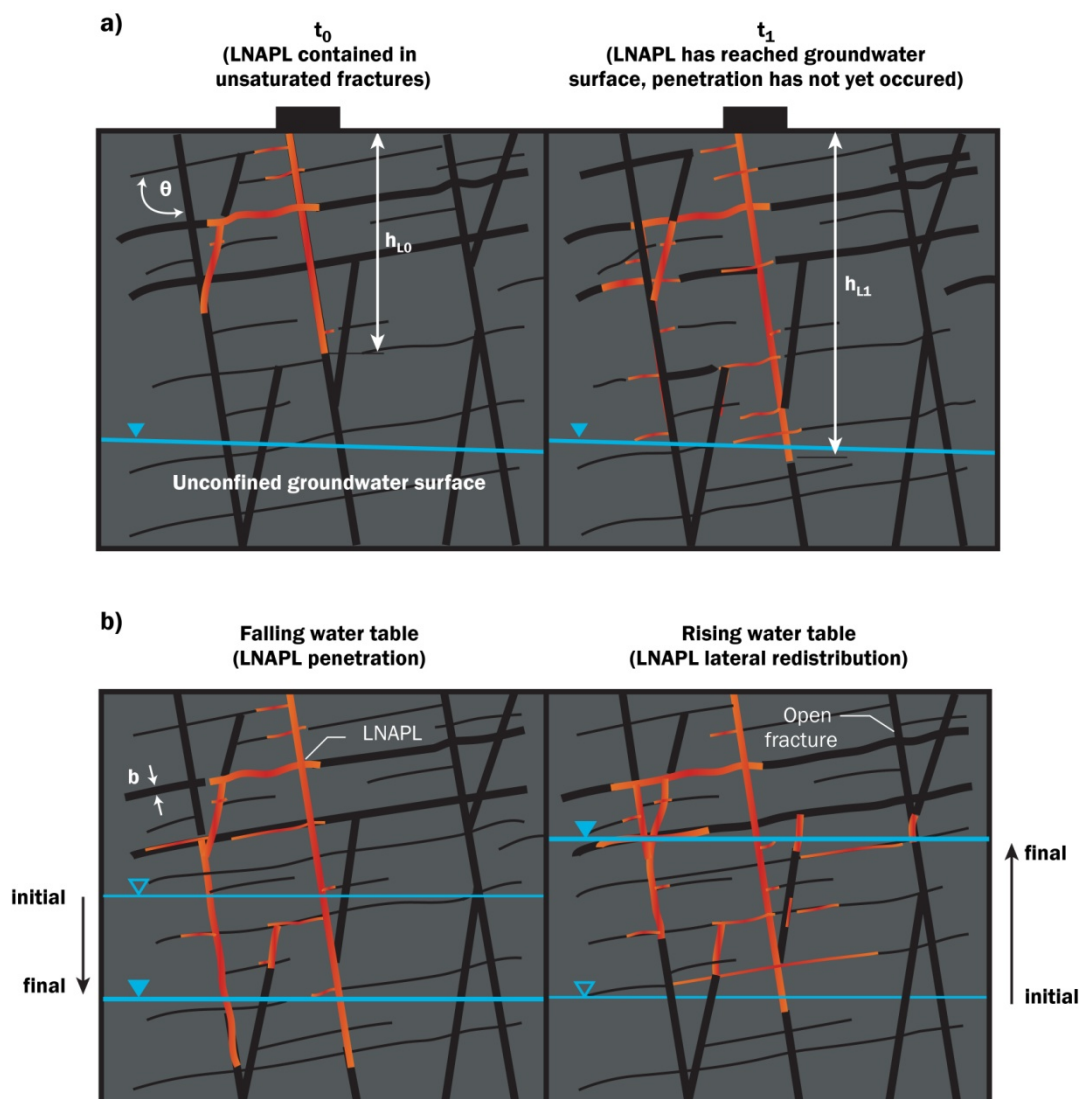 a)
t0
(LNAPL contained in
unsaturated fractures)
t1
(LNAPL has reached groundwater
surface, penetration has not yet occured)
θ
hL0
hL1
Unconfined groundwater surface
b)
Falling water table
(LNAPL penetration)
Rising water table
(LNAPL lateral redistribution)
LNAPL
b
Open
fracture
initial
final
final
initial